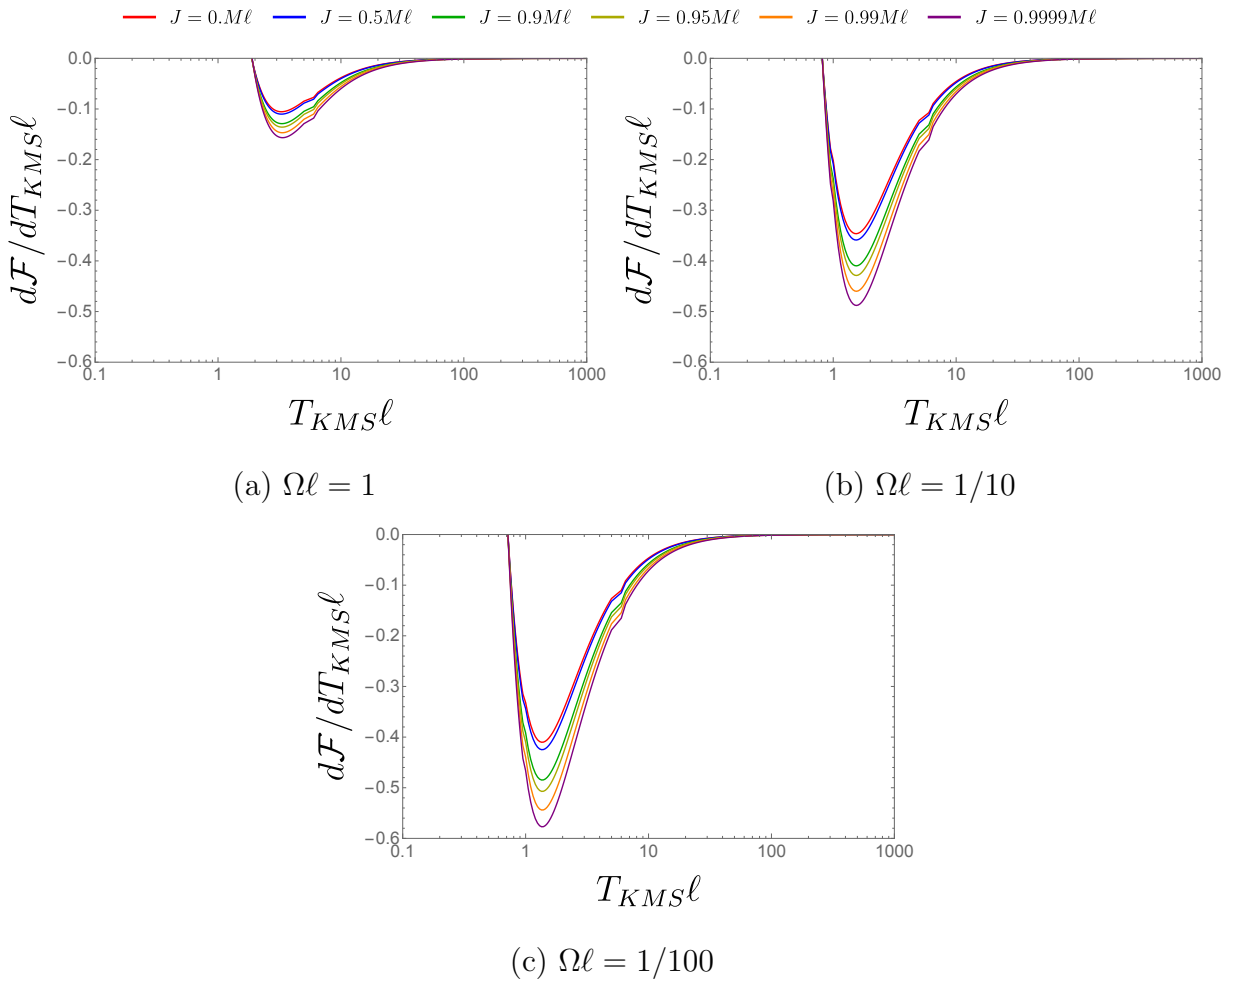 J = 0.Mℓ J = 0.5Mℓ J = 0.9Mℓ J = 0.95Mℓ J = 0.99Mℓ J = 0.9999Mℓ
dF/dT_{KMS}ℓ
0.0
−0.1
−0.2
−0.3
−0.4
−0.5
−0.6
0.1 1 10 100 1000
T_{KMS}ℓ
(a) Ωℓ = 1
dF/dT_{KMS}ℓ
0.0
−0.1
−0.2
−0.3
−0.4
−0.5
−0.6
0.1 1 10 100 1000
T_{KMS}ℓ
(b) Ωℓ = 1/10
dF/dT_{KMS}ℓ
0.0
−0.1
−0.2
−0.3
−0.4
−0.5
−0.6
0.1 1 10 100 1000
T_{KMS}ℓ
(c) Ωℓ = 1/100